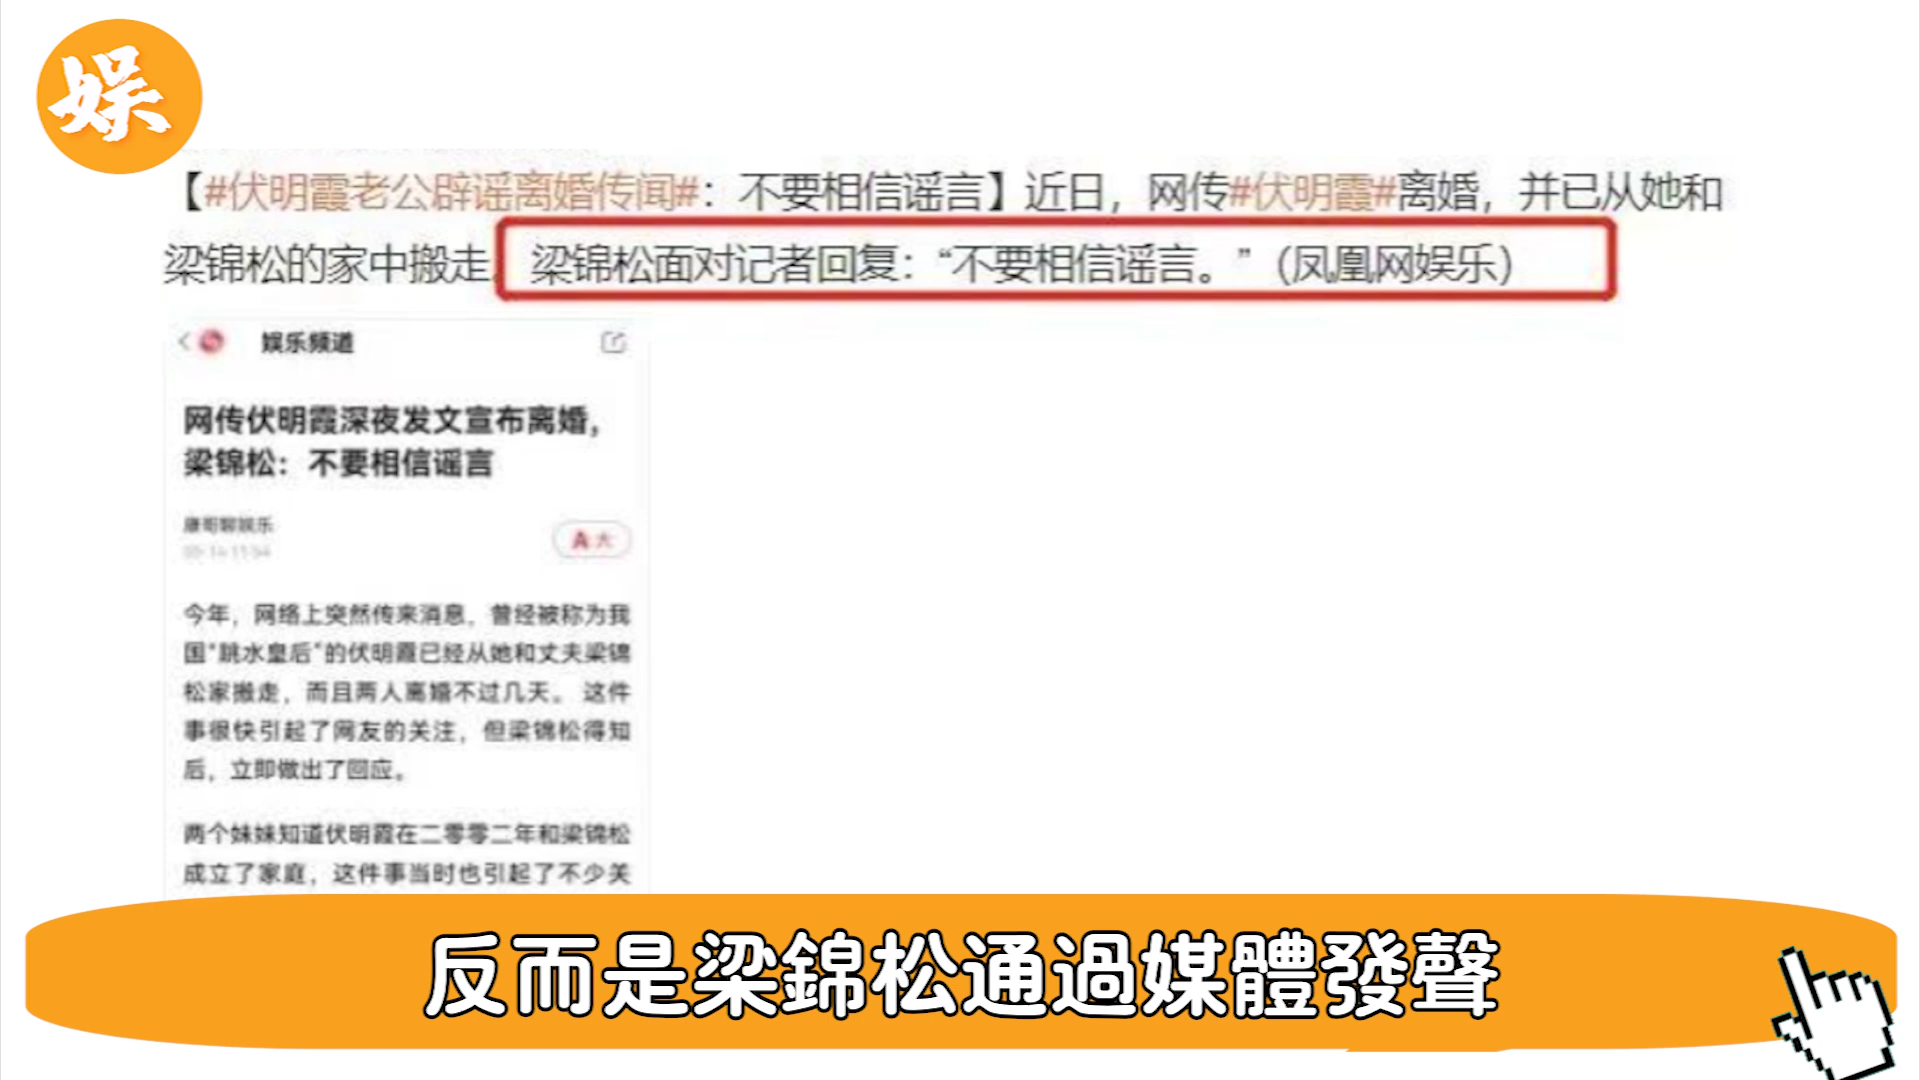 娱
【#伏明霞老公辟谣离婚传闻#：不要相信谣言】近日，网传#伏明霞#离婚，并已从她和
梁锦松的家中搬走。梁锦松面对记者回复：“不要相信谣言。”（凤凰网娱乐）
娱乐频道
网传伏明霞深夜发文宣布离婚，
梁锦松：不要相信谣言
康哥聊娱乐
A大
今年，网络上突然传来消息，曾经被称为我
国“跳水皇后”的伏明霞已经从她和丈夫梁锦
松家搬走，而且两人离婚不过几天。这件
事很快引起了网友的关注，但梁锦松得知
后，立即做出了回应。
两个妹妹知道伏明霞在二零零二年和梁锦松
成立了家庭，这件事当时也引起了不少关
反而是梁錦松通過媒體發聲